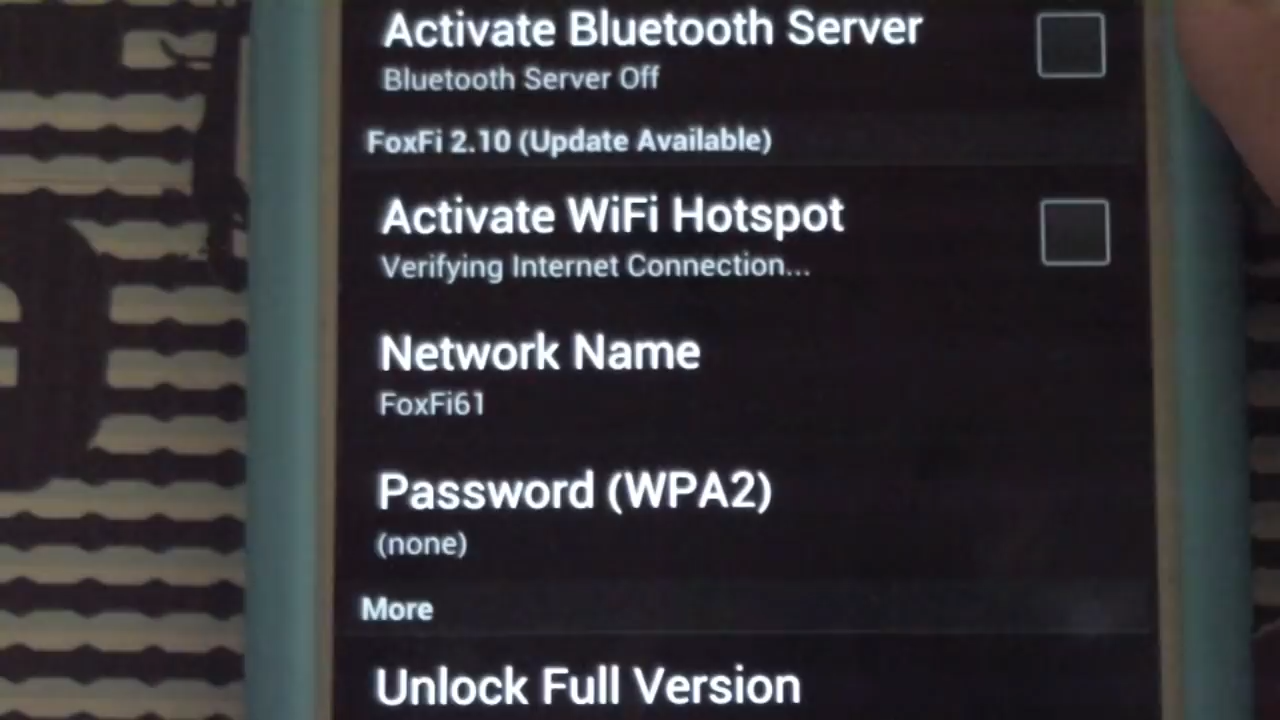 Activate Bluetooth Server
Bluetooth Server Off
FoxFi 2.10 (Update Available)
Activate WiFi Hotspot
Verifying Internet Connection...
Network Name
FoxFi61
Password (WPA2)
(none)
More
Unlock Full Version